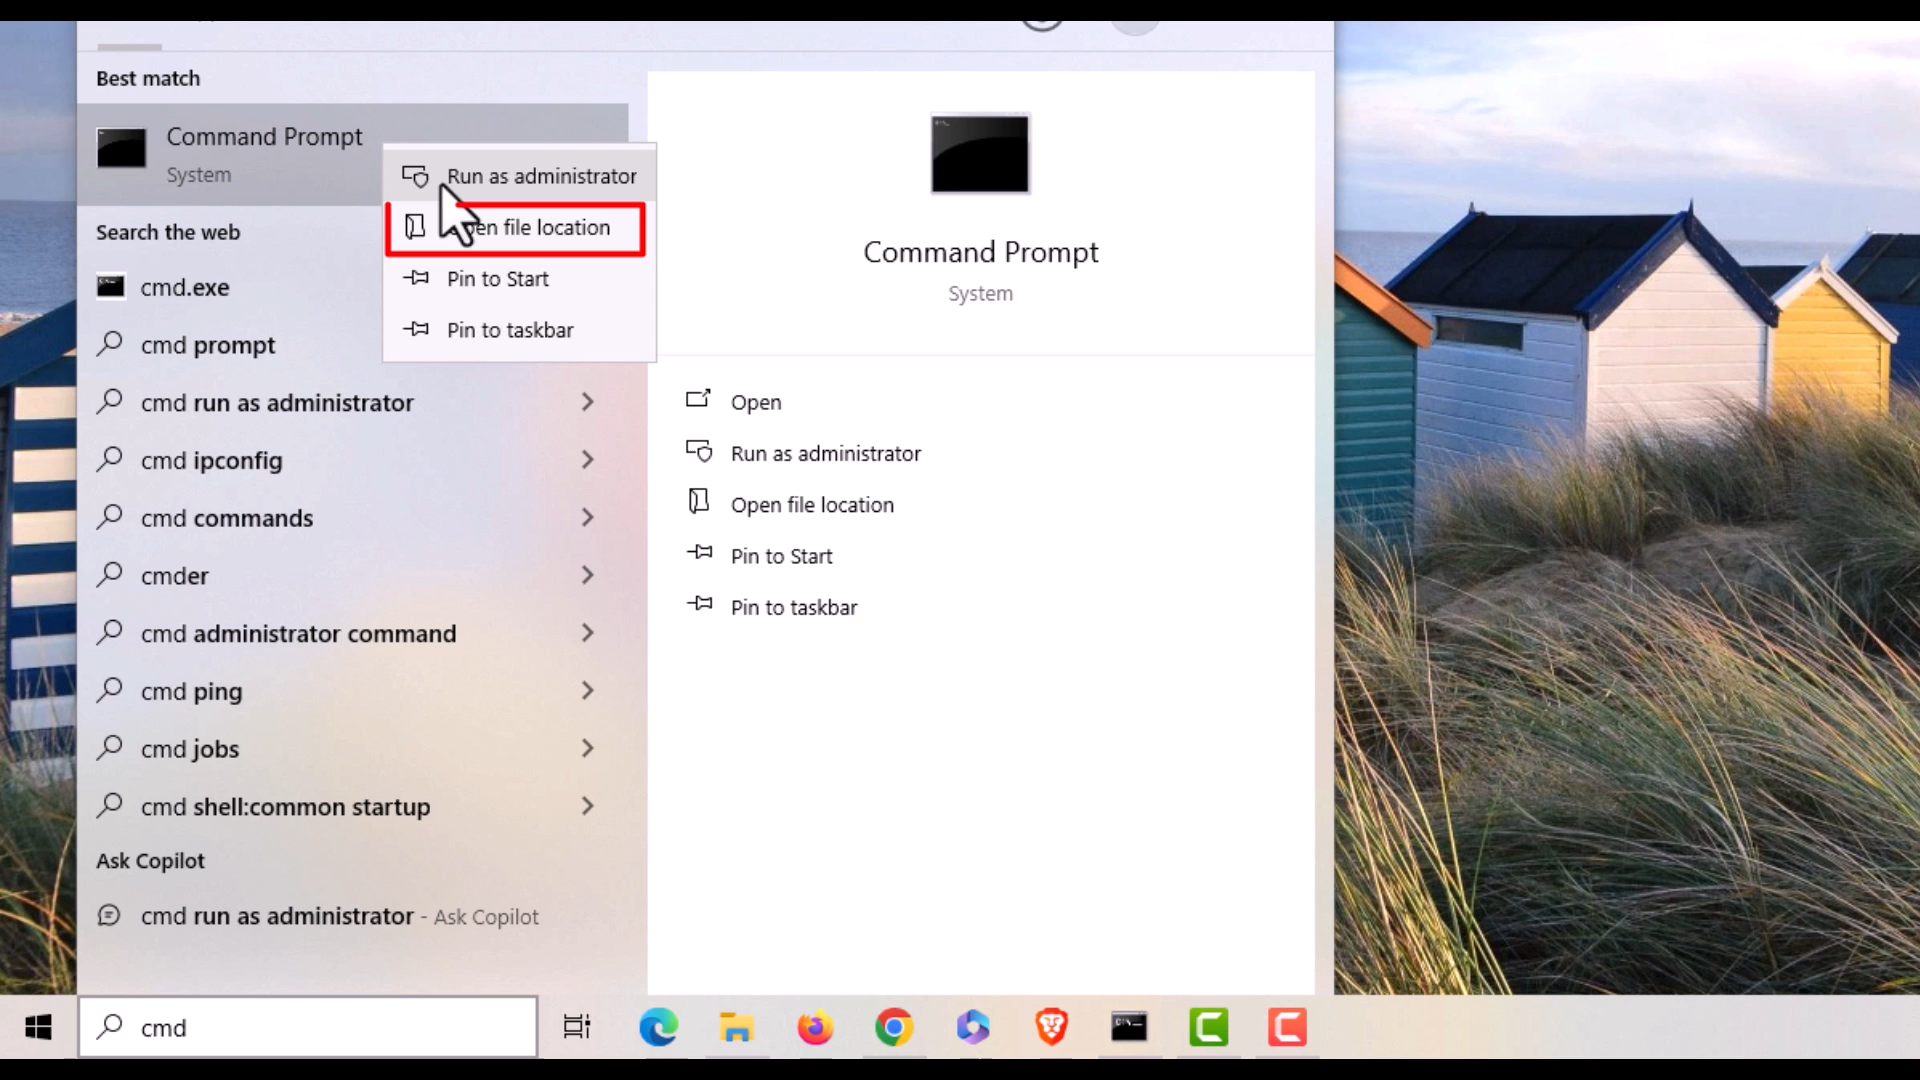 Best match
Command Prompt
System
Run as administrator
en file location
Pin to Start
Pin to taskbar
Search the web
cmd.exe
cmd prompt
cmd run as administrator
cmd ipconfig
cmd commands
cmder
cmd administrator command
cmd ping
cmd jobs
cmd shell:common startup
Ask Copilot
cmd run as administrator - Ask Copilot
Command Prompt
System
Open
Run as administrator
Open file location
Pin to Start
Pin to taskbar
cmd